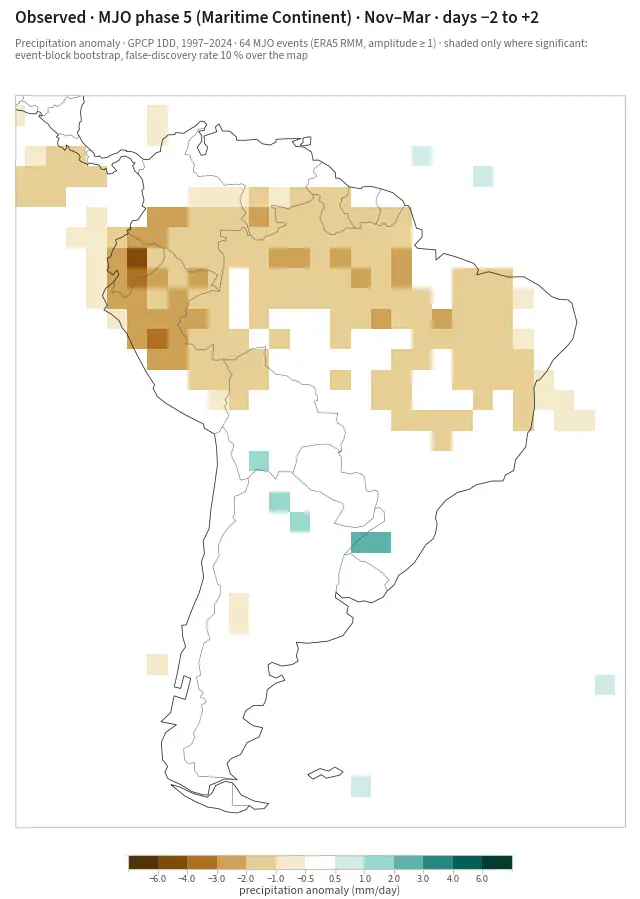 Observed · MJO phase 5 (Maritime Continent) · Nov–Mar · days −2 to +2
Precipitation anomaly · GPCP 1DD, 1997–2024 · 64 MJO events (ERA5 RMM, amplitude ≥ 1) · shaded only where significant:
event-block bootstrap, false-discovery rate 10 % over the map
−6.0 −4.0 −3.0 −2.0 −1.0 −0.5 0.5 1.0 2.0 3.0 4.0 6.0
precipitation anomaly (mm/day)